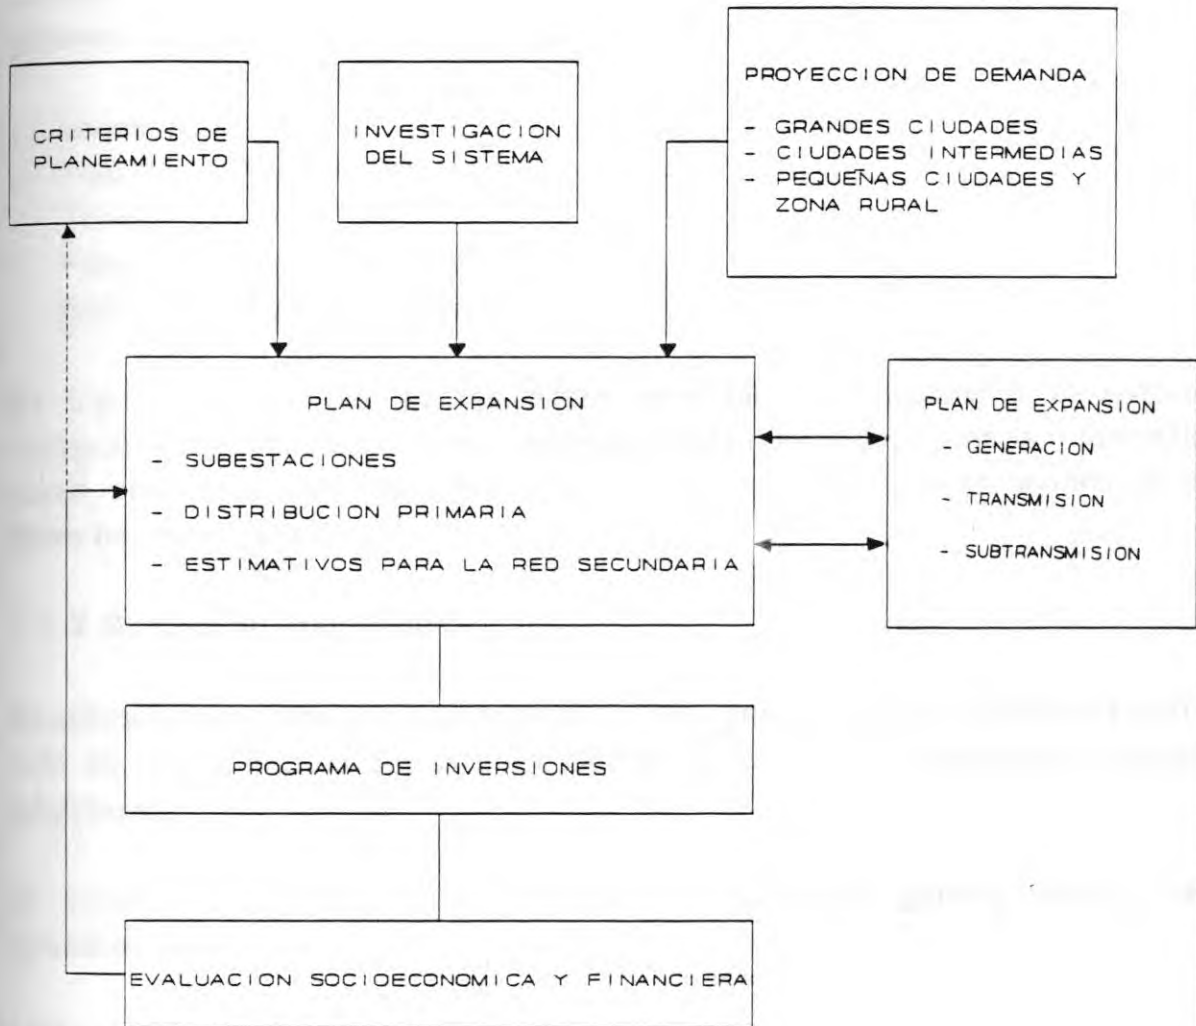 CRITERIOS DE
PLANEAMIENTO
INVESTIGACION
DEL SISTEMA
PROYECCION DE DEMANDA
- GRANDES CIUDADES
- CIUDADES INTERMEDIAS
- PEQUEÑAS CIUDADES Y
ZONA RURAL
PLAN DE EXPANSION
- SUBESTACIONES
- DISTRIBUCION PRIMARIA
- ESTIMATIVOS PARA LA RED SECUNDARIA
PLAN DE EXPANSION
- GENERACION
- TRANSMISION
- SUBTRANSMISION
PROGRAMA DE INVERSIONES
EVALUACION SOCIOECONOMICA Y FINANCIERA